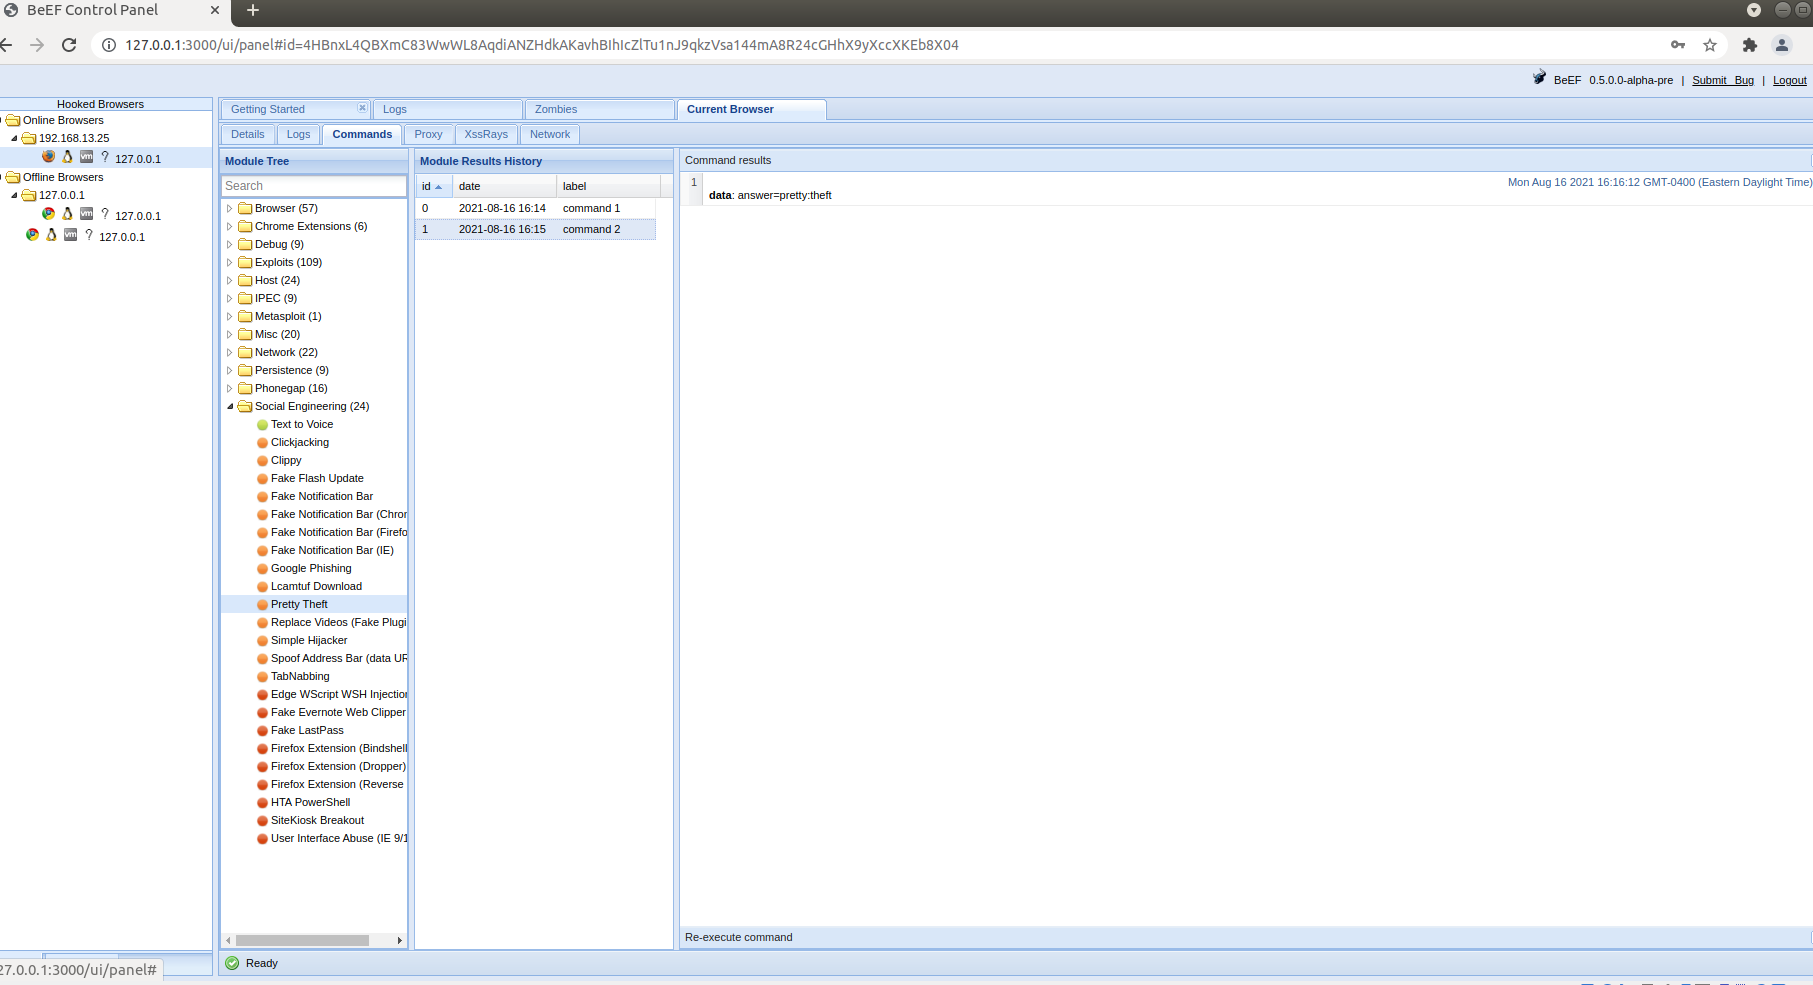 BeEF Control Panel
127.0.0.1:3000/ui/panel#id=4HBnxL4QBXmC83WwWL8AqdiANZHdkAKavhBIhIcZlTu1nJ9qkzVsa144mA8R24cGHhX9yXccXKEb8X04
BeEF 0.5.0.0-alpha-pre | Submit Bug | Logout
Hooked Browsers
Online Browsers
192.168.13.25
127.0.0.1
Offline Browsers
127.0.0.1
127.0.0.1
127.0.0.1
Getting Started
Logs
Zombies
Current Browser
Details
Logs
Commands
Proxy
XssRays
Network
Module Tree
Search
Browser (57)
Chrome Extensions (6)
Debug (9)
Exploits (109)
Host (24)
IPEC (9)
Metasploit (1)
Misc (20)
Network (22)
Persistence (9)
Phonegap (16)
Social Engineering (24)
Text to Voice
Clickjacking
Clippy
Fake Flash Update
Fake Notification Bar
Fake Notification Bar (Chror
Fake Notification Bar (Firefo
Fake Notification Bar (IE)
Google Phishing
Lcamtuf Download
Pretty Theft
Replace Videos (Fake Plugi
Simple Hijacker
Spoof Address Bar (data UR
TabNabbing
Edge WScript WSH Injection
Fake Evernote Web Clipper
Fake LastPass
Firefox Extension (Bindshell
Firefox Extension (Dropper)
Firefox Extension (Reverse
HTA PowerShell
SiteKiosk Breakout
User Interface Abuse (IE 9/1
Module Results History
id date label
0 2021-08-16 16:14 command 1
1 2021-08-16 16:15 command 2
Command results
1 Mon Aug 16 2021 16:16:12 GMT-0400 (Eastern Daylight Time)
data: answer=pretty:theft
Re-execute command
Ready
27.0.0.1:3000/ui/panel#